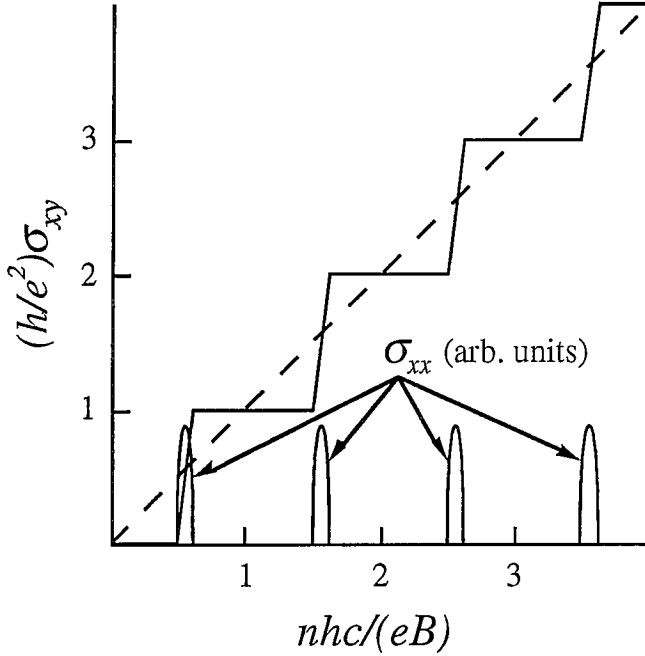 3
2
1
(h/e²)σxy
σxx (arb. units)
1 2 3
nhc/(eB)